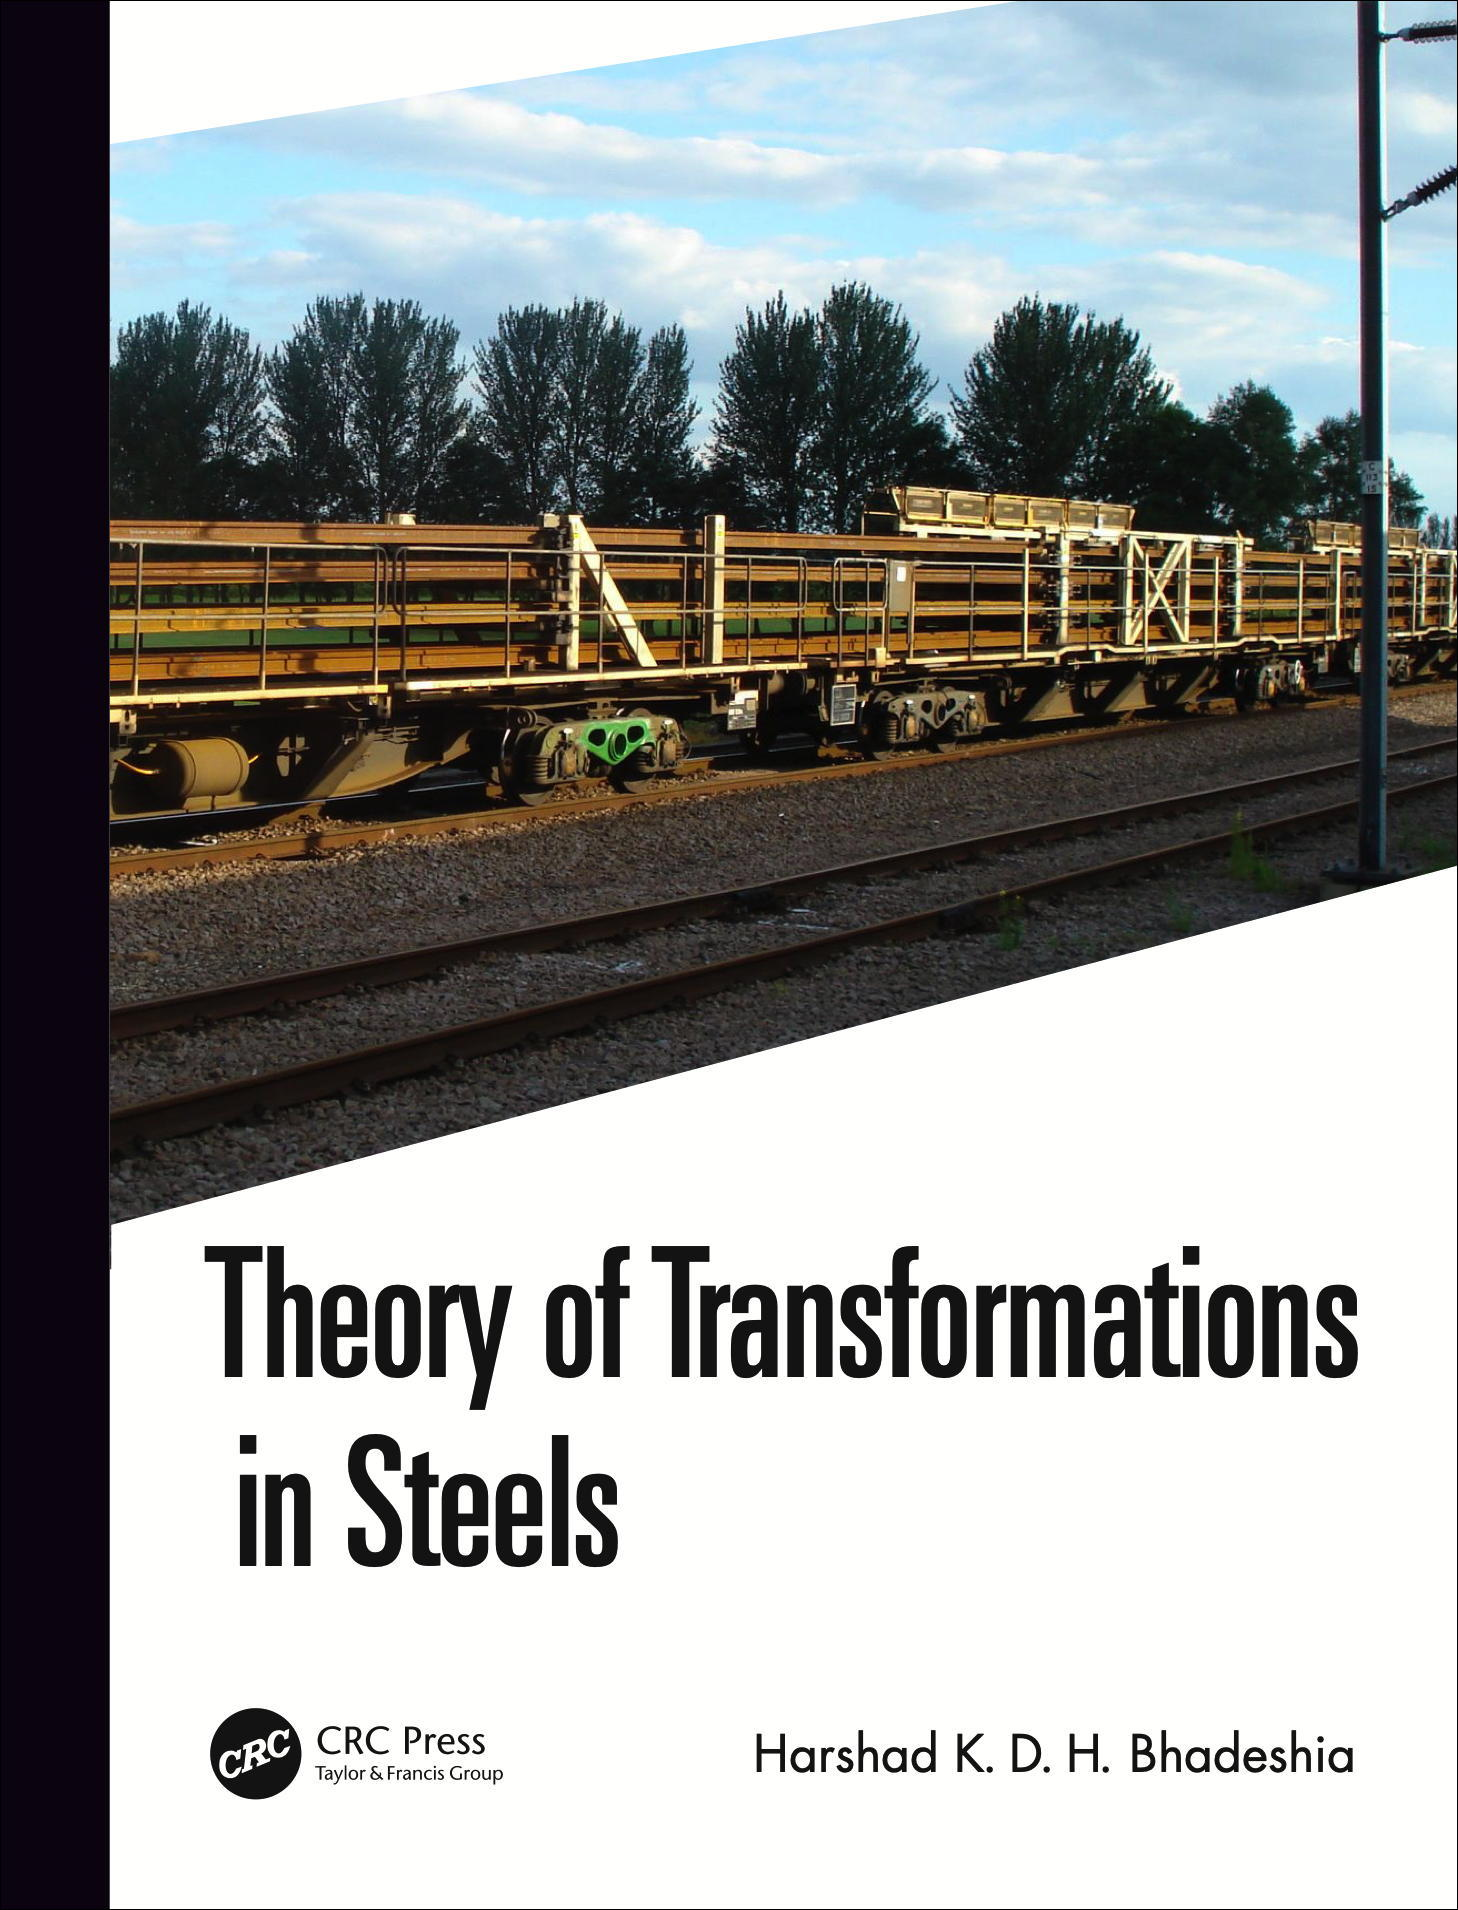 Theory of Transformations
in Steels
CRC
CRC Press
Taylor & Francis Group
Harshad K. D. H. Bhadeshia